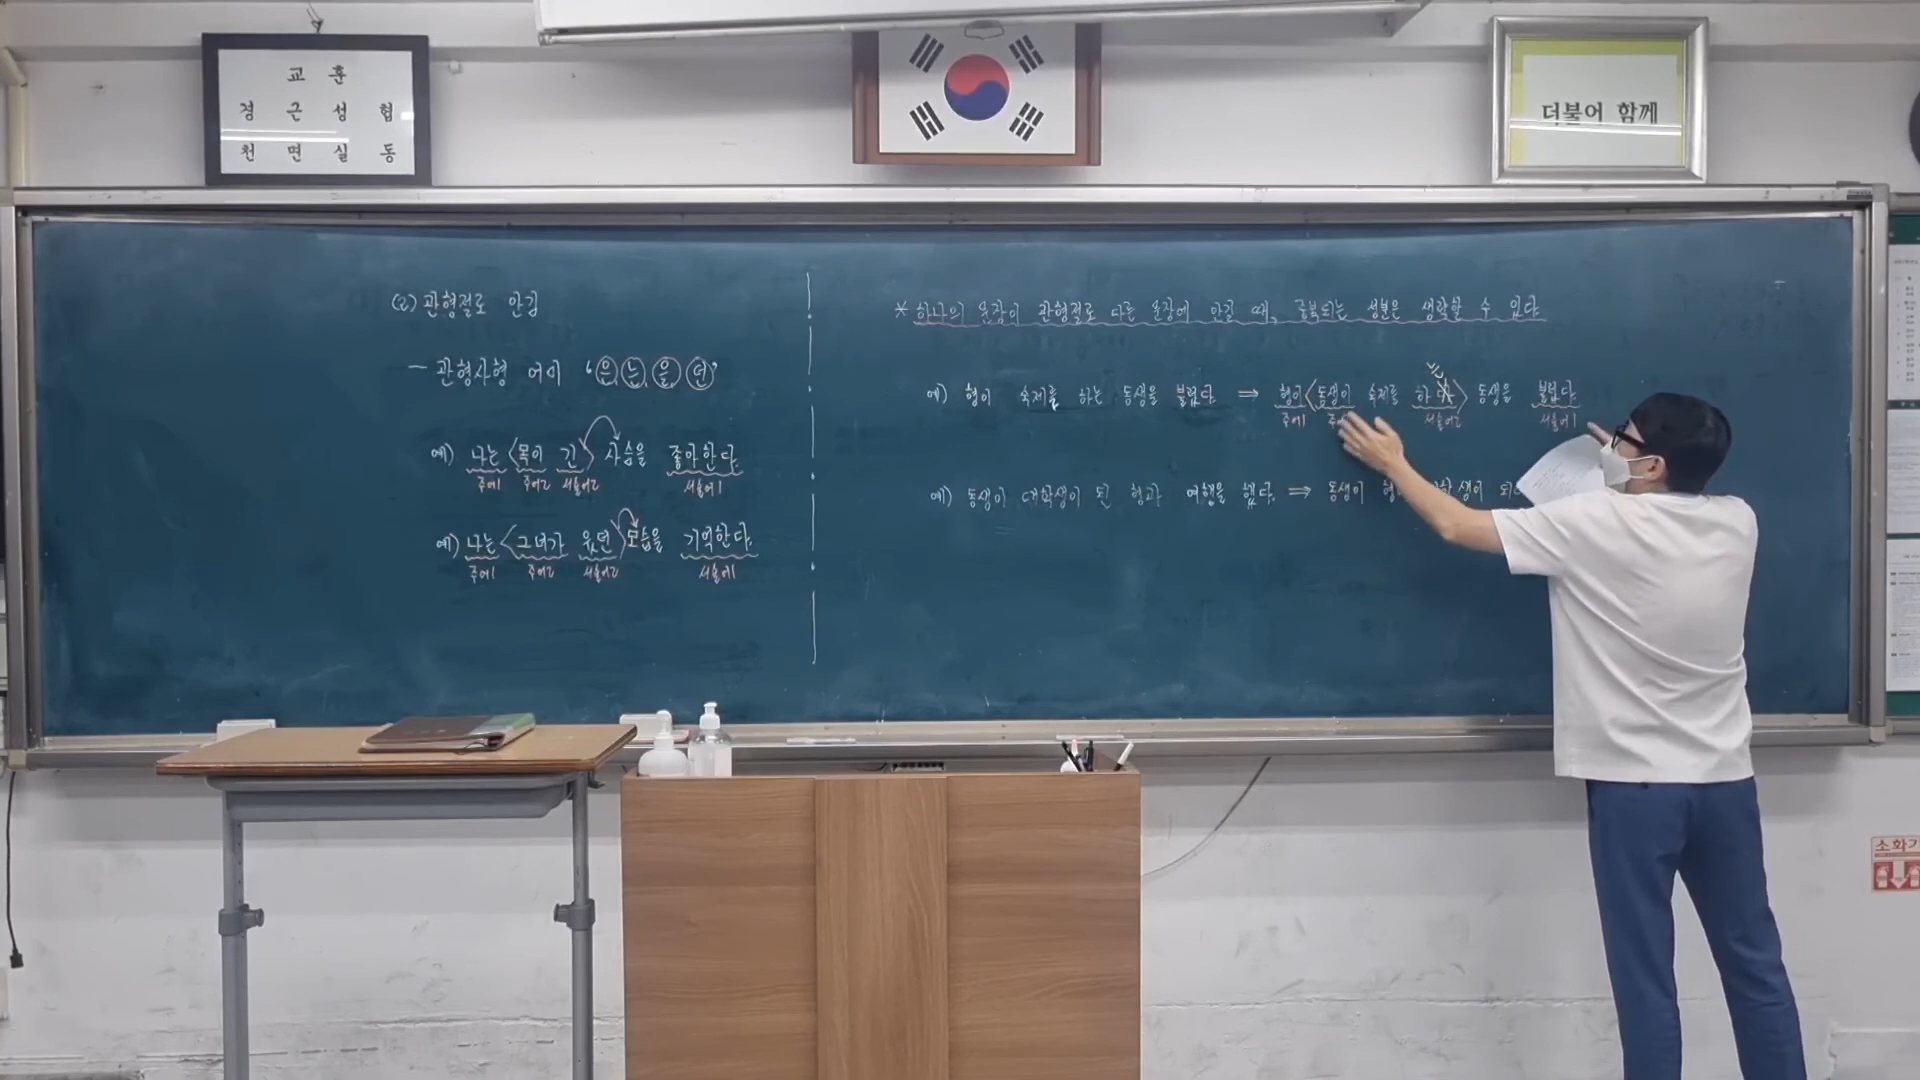 교 훈
경 근 성 협
천 면 실 동
더불어 함께
(2) 관형절로 안김
- 관형사형 어미 '은, 는, 을, 던'
예) 나는 <목이 긴> 사슴을 좋아한다.
주어1 주어2 서술어2 서술어1
예) 나는 <그녀가 웃던> 모습을 기억한다.
주어1 주어2 서술어2 서술어1
* 하나의 문장이 관형절로 다른 문장에 안길 때, 중복되는 성분은 생략할 수 있다.
는
예) 형이 숙제를 하는 동생을 불렀다. ⇒ 형이 <동생이 숙제를 하다> 동생을 불렀다.
주어1 서술어2 서술어1
예) 동생이 대학생이 된 형과 여행을 했다. ⇒ 동생이
소화기